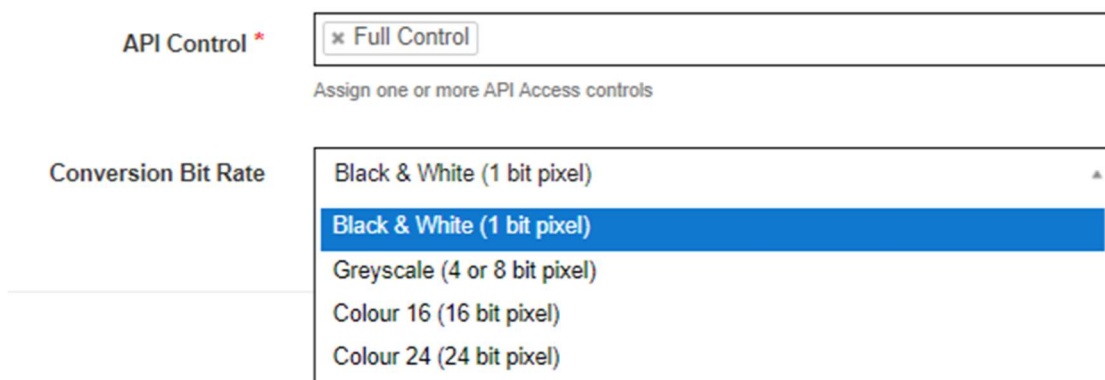 API Control *
× Full Control
Assign one or more API Access controls
Conversion Bit Rate
Black & White (1 bit pixel)
Black & White (1 bit pixel)
Greyscale (4 or 8 bit pixel)
Colour 16 (16 bit pixel)
Colour 24 (24 bit pixel)